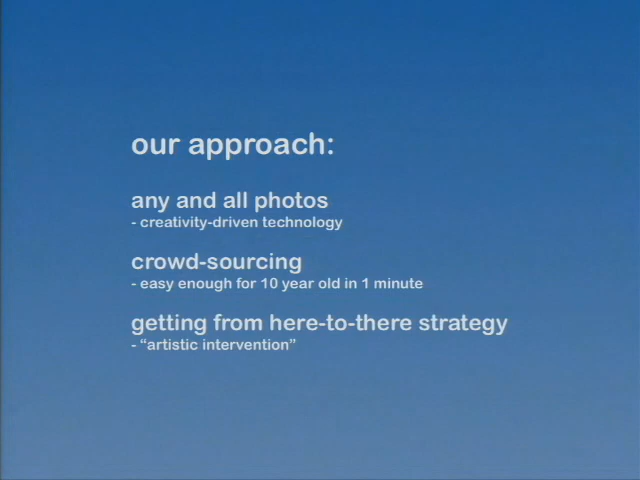 our approach:
any and all photos
- creativity-driven technology
crowd-sourcing
- easy enough for 10 year old in 1 minute
getting from here-to-there strategy
- “artistic intervention”